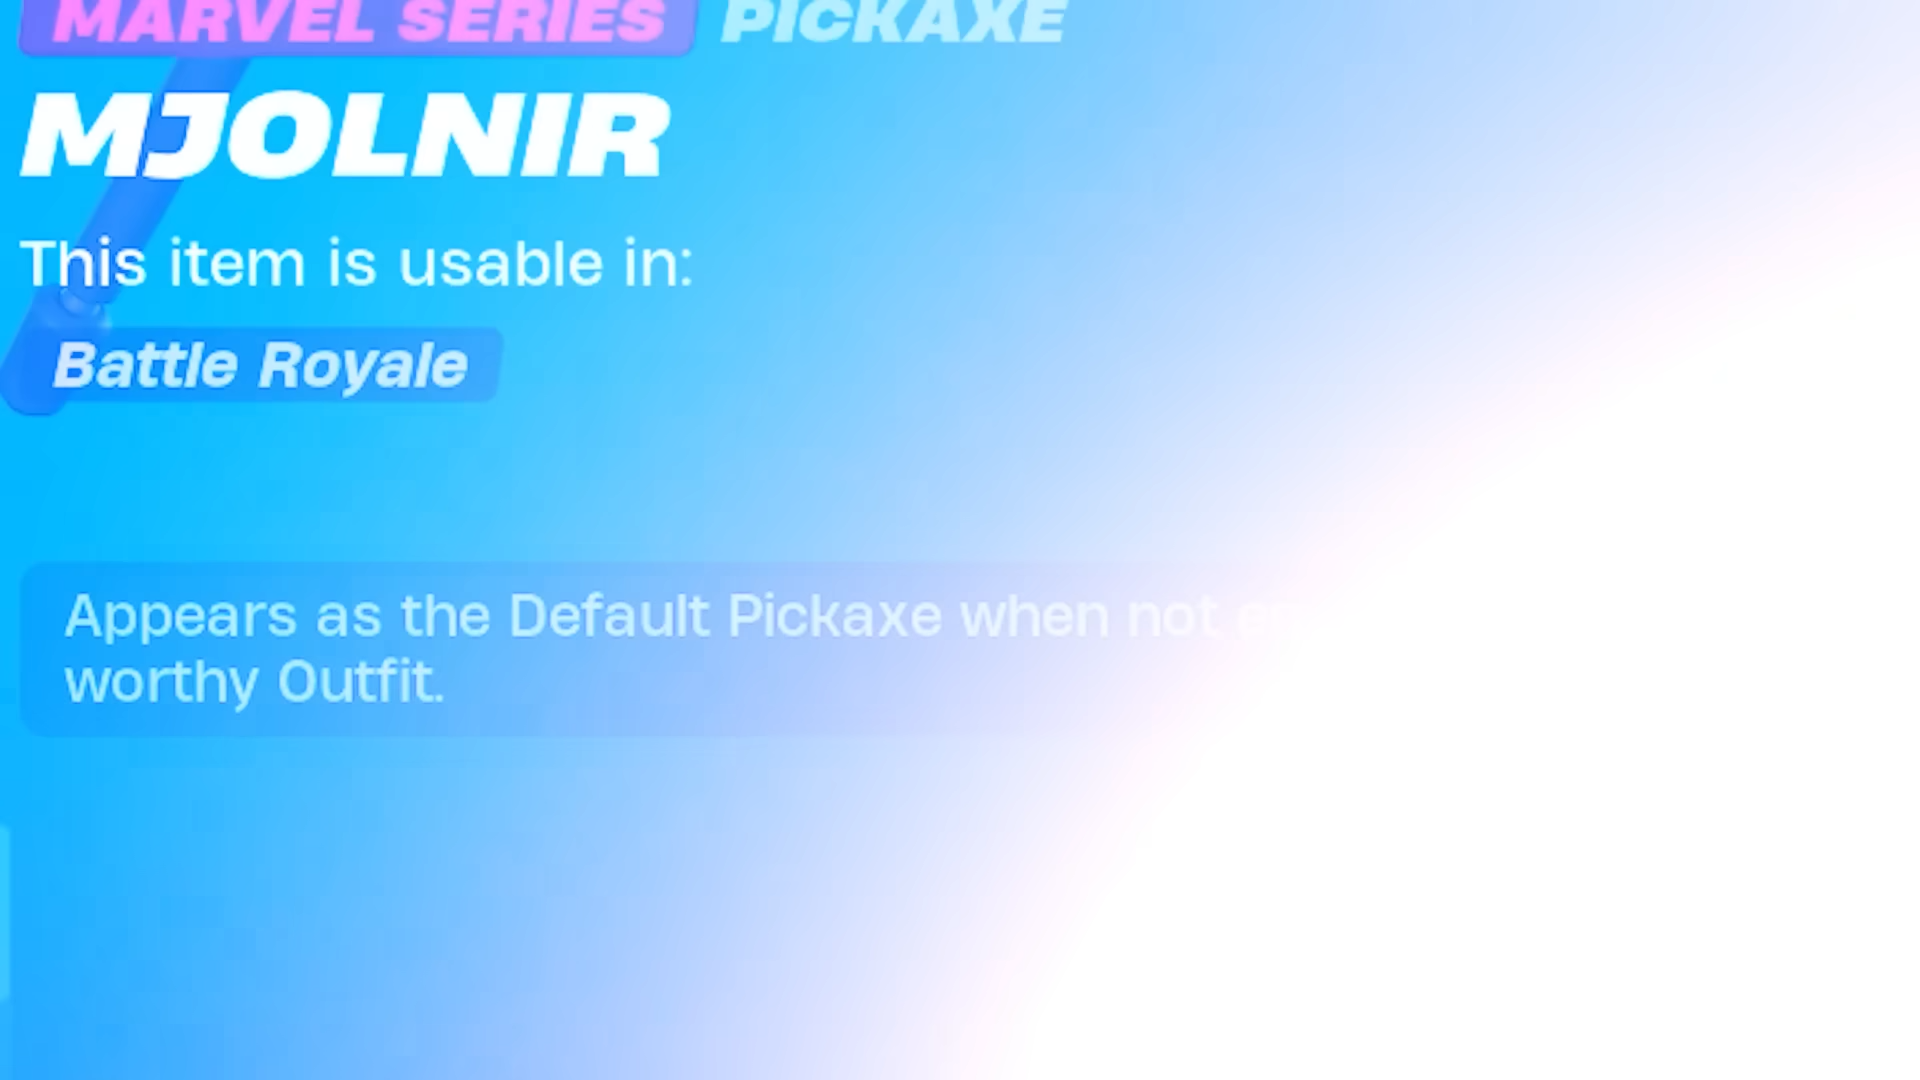 MARVEL SERIES PICKAXE
MJOLNIR
This item is usable in:
Battle Royale
Appears as the Default Pickaxe when not
worthy Outfit.